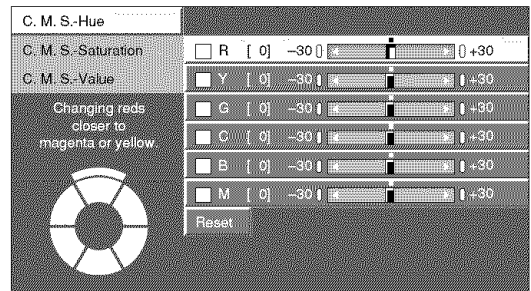 C. M. S.-Hue
C. M. S.-Saturation
C. M. S.-Value
Changing reds
closer to
magenta or yellow.
R [ 0] −30 +30
Y [ 0] −30 +30
G [ 0] −30 +30
C [ 0] −30 +30
B [ 0] −30 +30
M [ 0] −30 +30
Reset